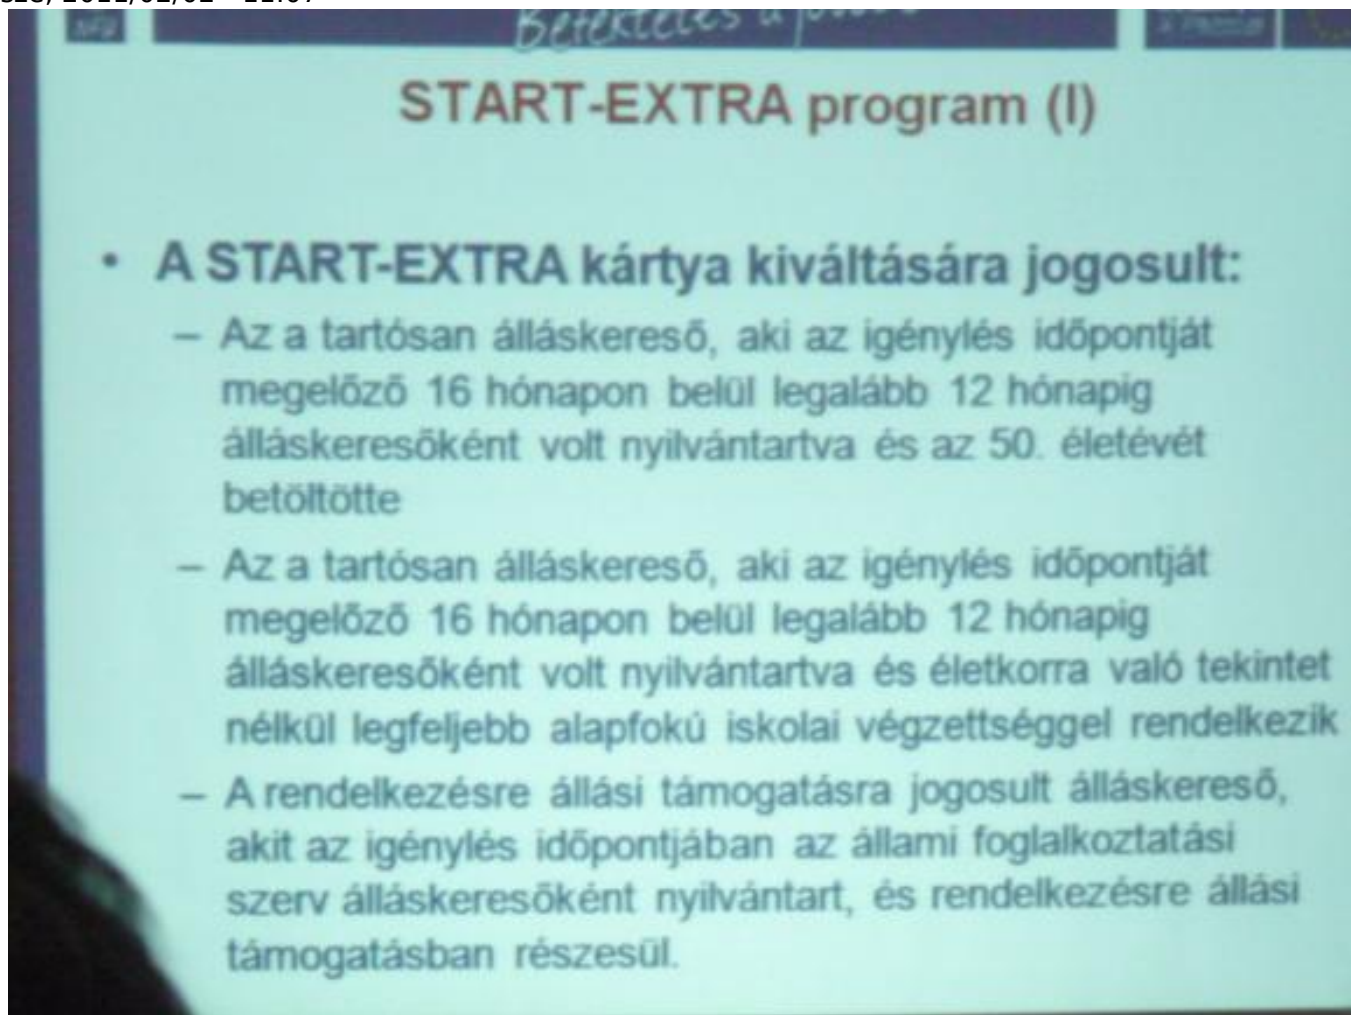 START-EXTRA program (I)
• A START-EXTRA kártya kiváltására jogosult:
– Az a tartósan álláskereső, aki az igénylés időpontját
megelőző 16 hónapon belül legalább 12 hónapig
álláskeresőként volt nyilvántartva és az 50. életévét
betöltötte
– Az a tartósan álláskereső, aki az igénylés időpontját
megelőző 16 hónapon belül legalább 12 hónapig
álláskeresőként volt nyilvántartva és életkorra való tekintet
nélkül legfeljebb alapfokú iskolai végzettséggel rendelkezik
– A rendelkezésre állási támogatásra jogosult álláskereső,
akit az igénylés időpontjában az állami foglalkoztatási
szerv álláskeresőként nyilvántart, és rendelkezésre állási
támogatásban részesül.